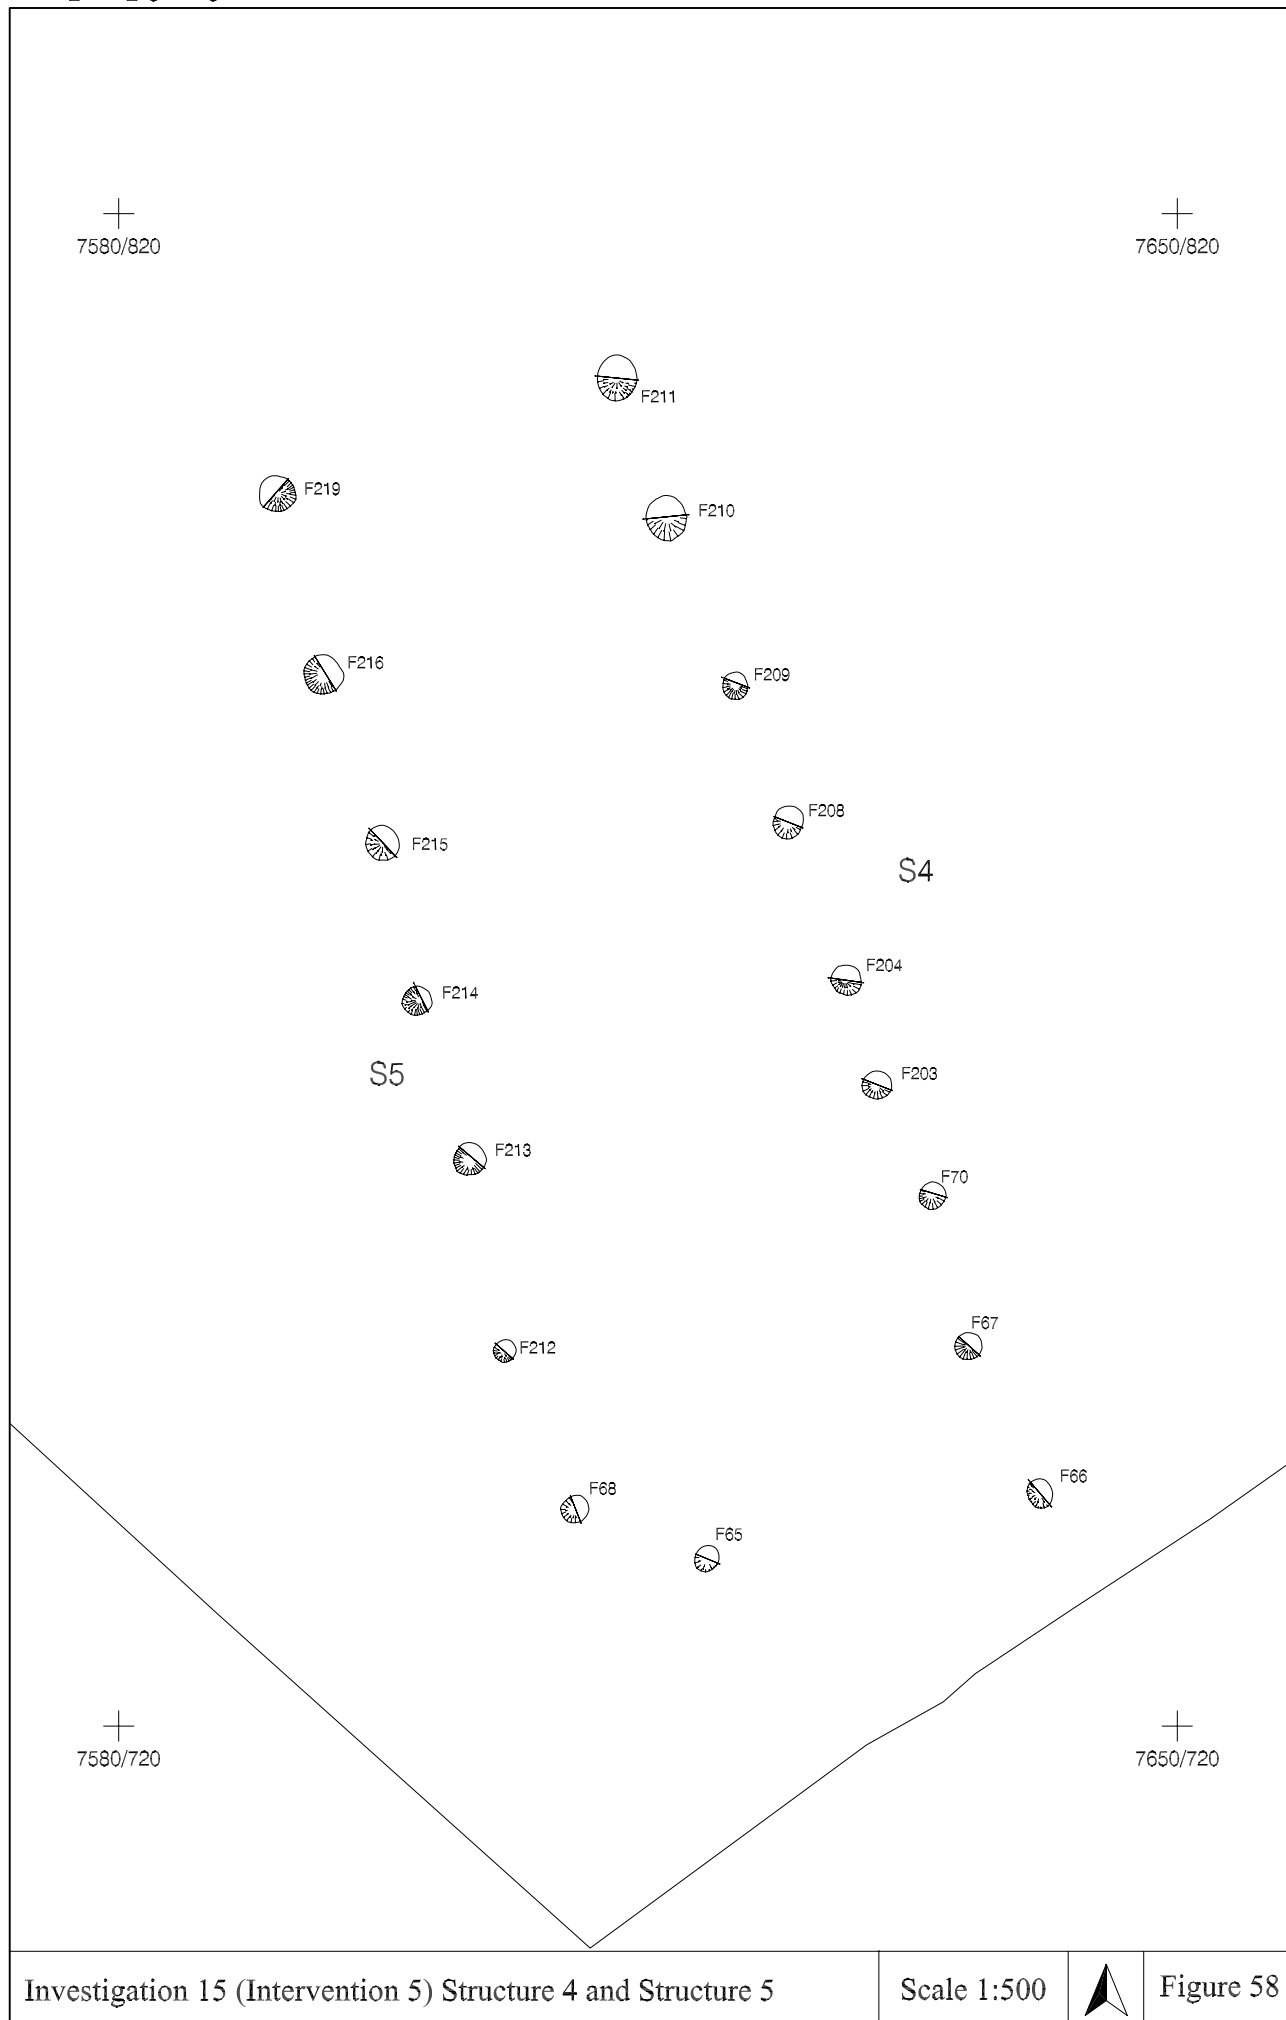 7580/820
7650/820
F211
F219
F210
F216
F209
F208
F215
S4
F204
F214
S5
F203
F213
F70
F67
F212
F66
F68
F65
7580/720
7650/720
Investigation 15 (Intervention 5) Structure 4 and Structure 5
Scale 1:500
Figure 58